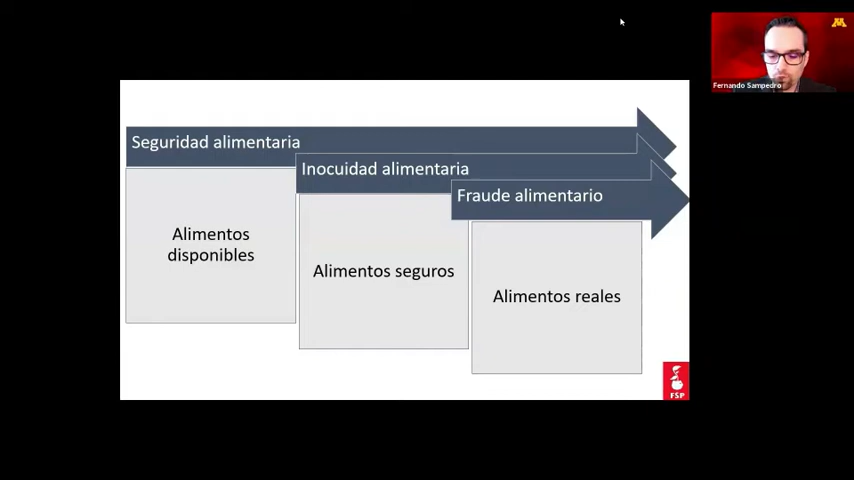 Fernando Sampedro
Seguridad alimentaria
Inocuidad alimentaria
Fraude alimentario
Alimentos
disponibles
Alimentos seguros
Alimentos reales
FSP